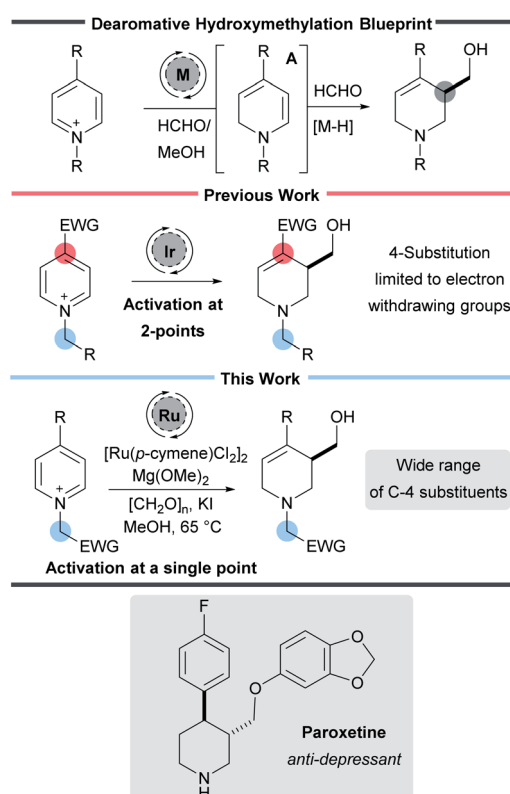 Dearomative Hydroxymethylation Blueprint
R
N
+
R
M
HCHO/
MeOH
R
A
N
R
HCHO
[M-H]
R
OH
N
R
Previous Work
EWG
+
N
R
Ir
Activation at
2-points
EWG
OH
N
R
4-Substitution
limited to electron
withdrawing groups
This Work
R
+
N
EWG
Ru
[Ru(p-cymene)Cl2]2
Mg(OMe)2
[CH2O]n, KI
MeOH, 65 °C
R
OH
N
EWG
Wide range
of C-4 substituents
Activation at a single point
F
O
O
O
N
H
Paroxetine
anti-depressant